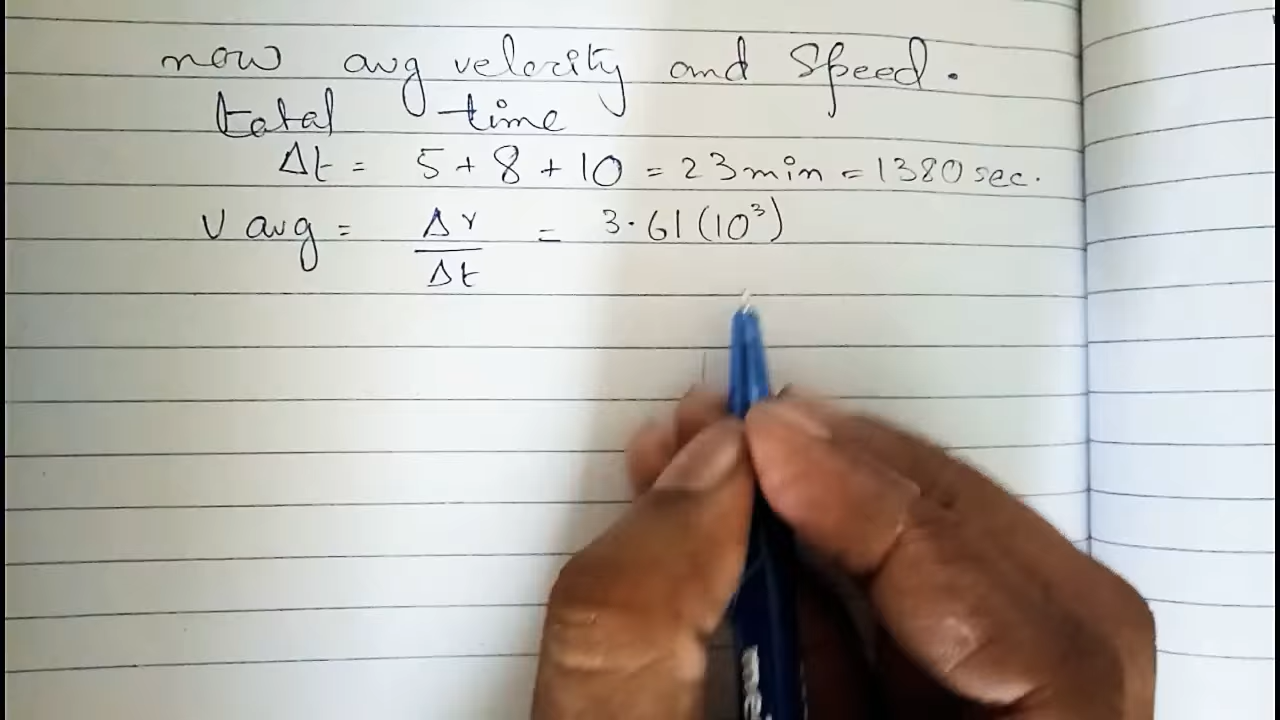 now avg velocity and Speed.
total time
Δt = 5 + 8 + 10 = 23 min = 1380 sec.
V avg = Δr / Δt = 3.61 (10³)